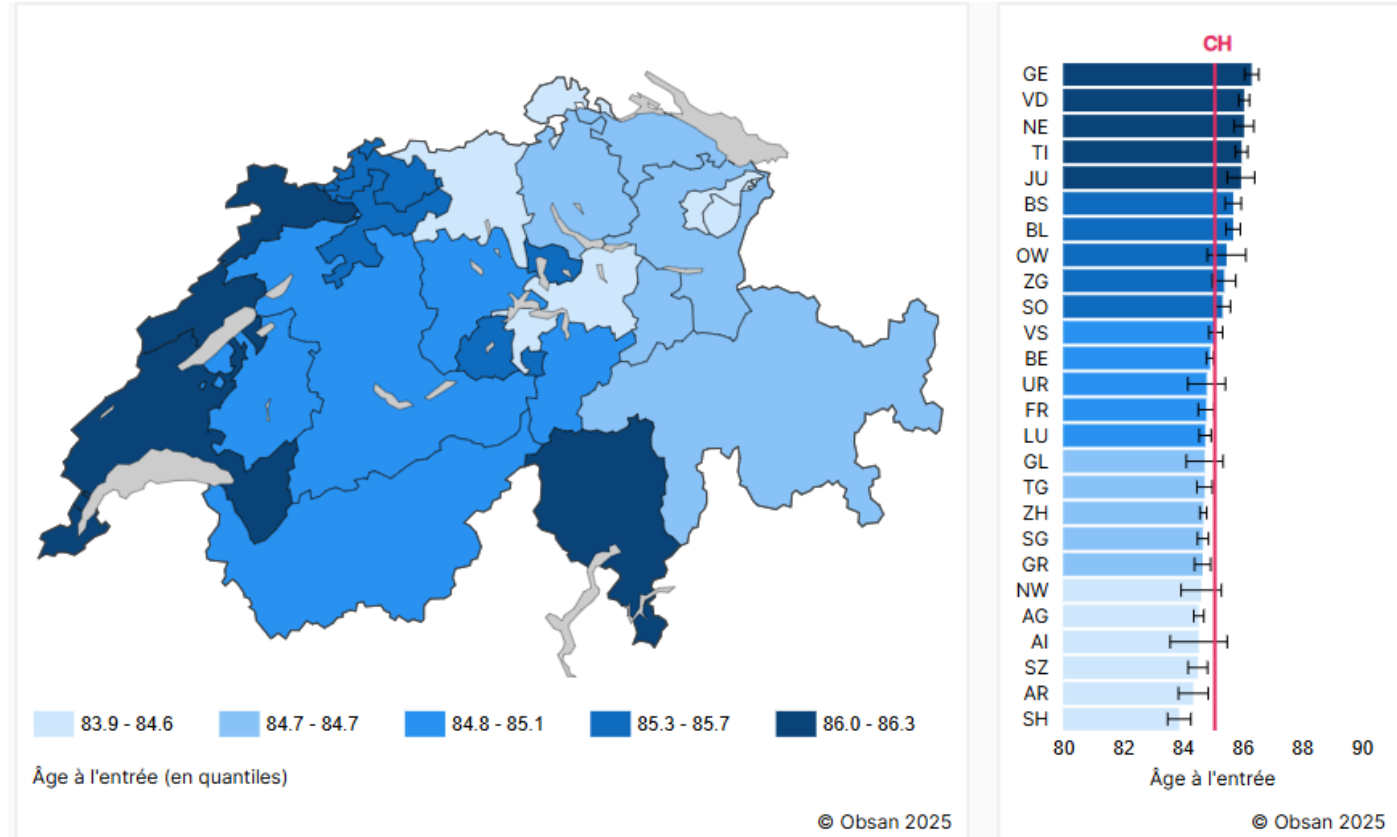 83.9 - 84.6
84.7 - 84.7
84.8 - 85.1
85.3 - 85.7
86.0 - 86.3
Âge à l'entrée (en quantiles)
© Obsan 2025
CH
GE
VD
NE
TI
JU
BS
BL
OW
ZG
SO
VS
BE
UR
FR
LU
GL
TG
ZH
SG
GR
NW
AG
AI
SZ
AR
SH
80 82 84 86 88 90
Âge à l'entrée
© Obsan 2025